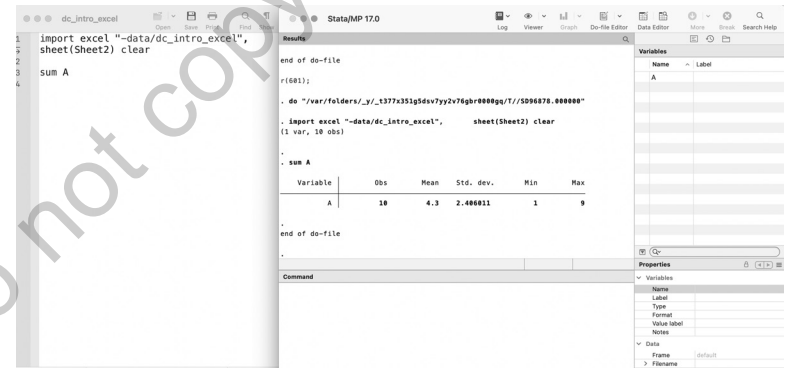 dc_intro_excel
Open Save Print Find Show
1 import excel "~data/dc_intro_excel",
sheet(Sheet2) clear
2
3 sum A
4
Stata/MP 17.0
Log Viewer Graph Do-file Editor Data Editor More Break Search Help
Results
end of do-file
r(601);
. do "/var/folders/_y/_t377x351g5dsv7yy2v76gbr0000gq/T//SD96878.000000"
. import excel "~data/dc_intro_excel", sheet(Sheet2) clear
(1 var, 10 obs)
.
. sum A
Variable Obs Mean Std. dev. Min Max
A 10 4.3 2.406011 1 9
.
end of do-file
.
Command
Variables
Name Label
A
Properties
Variables
Name
Label
Type
Format
Value label
Notes
Data
Frame default
Filename
not